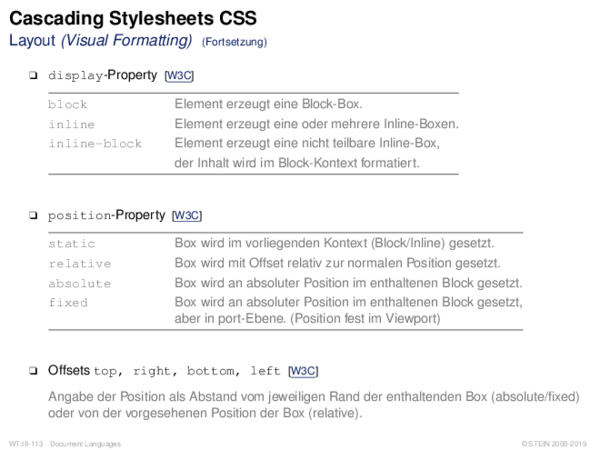 Cascading Stylesheets CSS
Layout (Visual Formatting) (Fortsetzung)
❑ display-Property [W3C]
block Element erzeugt eine Block-Box.
inline Element erzeugt eine oder mehrere Inline-Boxen.
inline-block Element erzeugt eine nicht teilbare Inline-Box,
der Inhalt wird im Block-Kontext formatiert.
❑ position-Property [W3C]
static Box wird im vorliegenden Kontext (Block/Inline) gesetzt.
relative Box wird mit Offset relativ zur normalen Position gesetzt.
absolute Box wird an absoluter Position im enthaltenen Block gesetzt.
fixed Box wird an absoluter Position im enthaltenen Block gesetzt,
aber in port-Ebene. (Position fest im Viewport)
❑ Offsets top, right, bottom, left [W3C]
Angabe der Position als Abstand vom jeweiligen Rand der enthaltenden Box (absolute/fixed)
oder von der vorgesehenen Position der Box (relative).
WT:III-113 Document Languages © STEIN 2005-2019